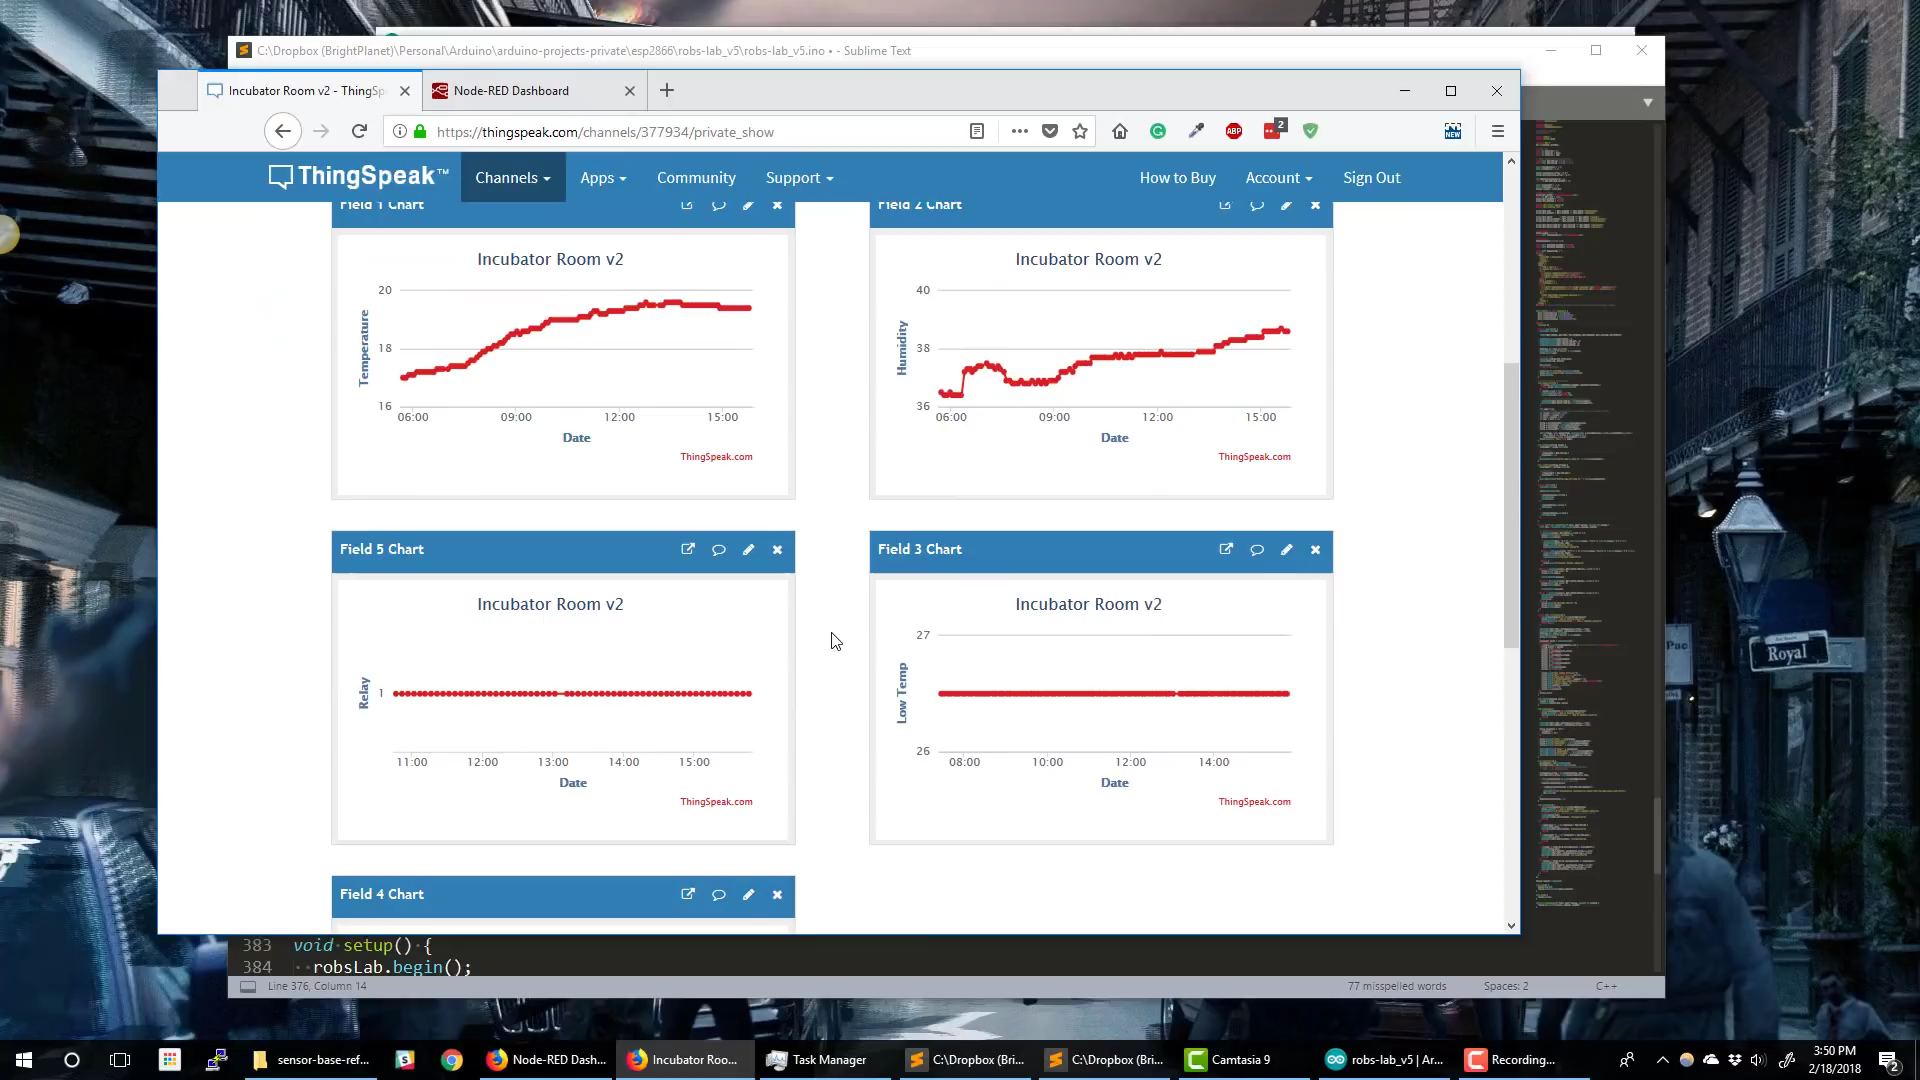 C:\Dropbox (BrightPlanet)\Personal\Arduino\arduino-projects-private\esp2866\robs-lab_v5\robs-lab_v5.ino • - Sublime Text
Incubator Room v2 - ThingSp
Node-RED Dashboard
https://thingspeak.com/channels/377934/private_show
ABP
2
NEW
ThingSpeak™
Channels
Apps
Community
Support
How to Buy
Account
Sign Out
Field 1 Chart
Field 2 Chart
Incubator Room v2
20
18
16
Temperature
06:00 09:00 12:00 15:00
Date
ThingSpeak.com
Incubator Room v2
40
38
36
Humidity
06:00 09:00 12:00 15:00
Date
ThingSpeak.com
Field 5 Chart
Field 3 Chart
Incubator Room v2
Relay
1
11:00 12:00 13:00 14:00 15:00
Date
ThingSpeak.com
Incubator Room v2
27
26
Low Temp
08:00 10:00 12:00 14:00
Date
ThingSpeak.com
Field 4 Chart
383 void setup() {
384 robsLab.begin();
Line 376, Column 14
77 misspelled words
Spaces: 2
C++
Royal
sensor-base-ref...
Node-RED Dash...
Incubator Roo...
Task Manager
C:\Dropbox (Bri...
C:\Dropbox (Bri...
Camtasia 9
robs-lab_v5 | Ar...
Recording...
3:50 PM
2/18/2018
2